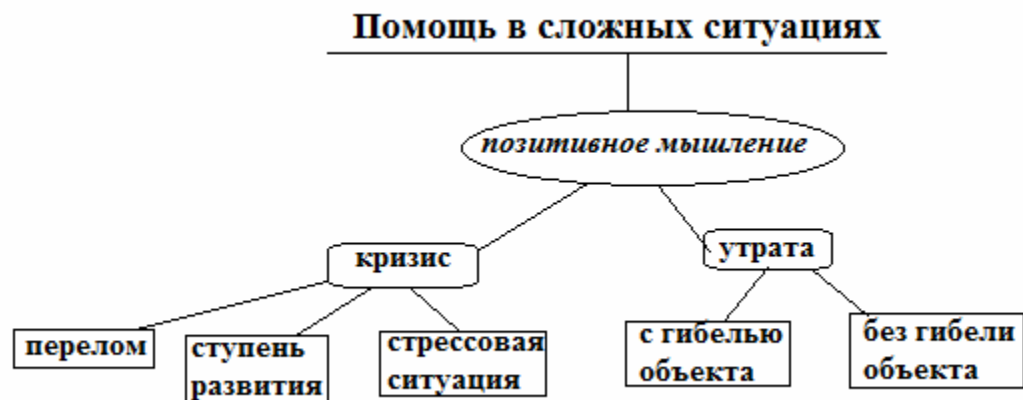 Помощь в сложных ситуациях
позитивное мышление
кризис
утрата
перелом
ступень
развития
стрессовая
ситуация
с гибелью
объекта
без гибели
объекта